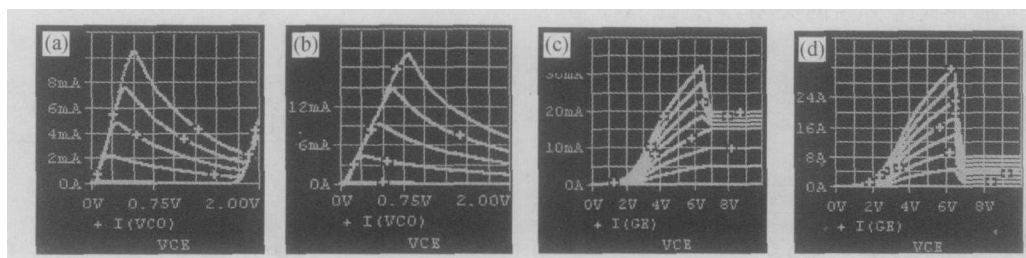 (a)
8mA
6mA
4mA
2mA
0A
0V 0.75V 2.00V
+ I(VCO)
VCE
(b)
12mA
6mA
0A
0V 0.75V 2.00V
+ I(VCO)
VCE
(c)
30mA
20mA
10mA
0A
0V 2V 4V 6V 8V
+ I(GE)
VCE
(d)
24A
16A
8A
0A
0V 2V 4V 6V 8V
+ I(GE)
VCE